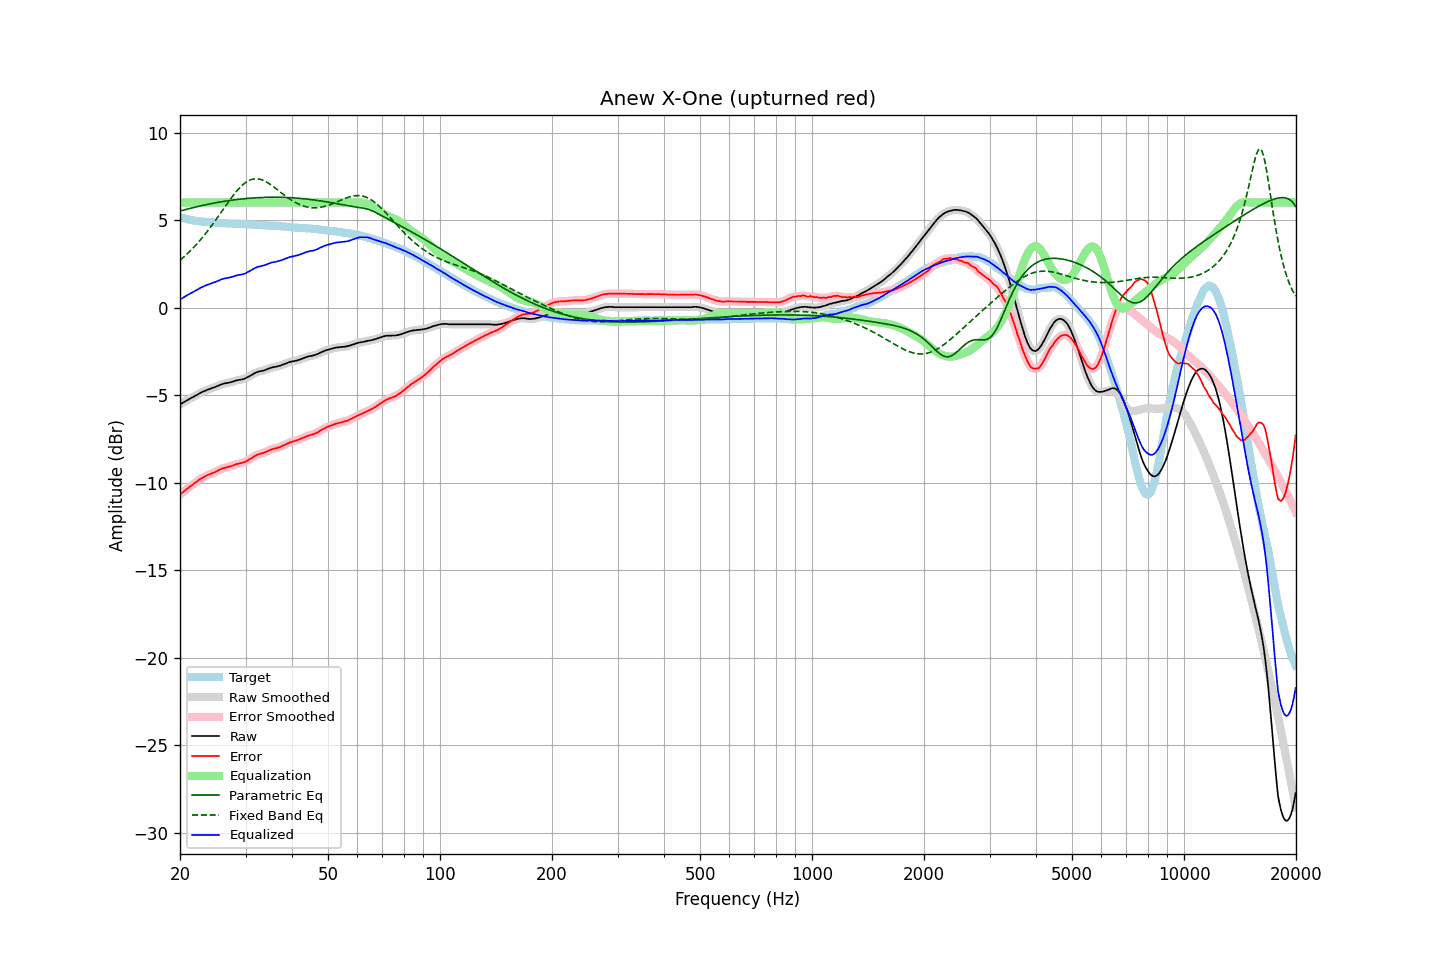 Anew X-One (upturned red)
10
5
0
−5
−10
−15
−20
−25
−30
Amplitude (dBr)
Target
Raw Smoothed
Error Smoothed
Raw
Error
Equalization
Parametric Eq
Fixed Band Eq
Equalized
20 50 100 200 500 1000 2000 5000 10000 20000
Frequency (Hz)